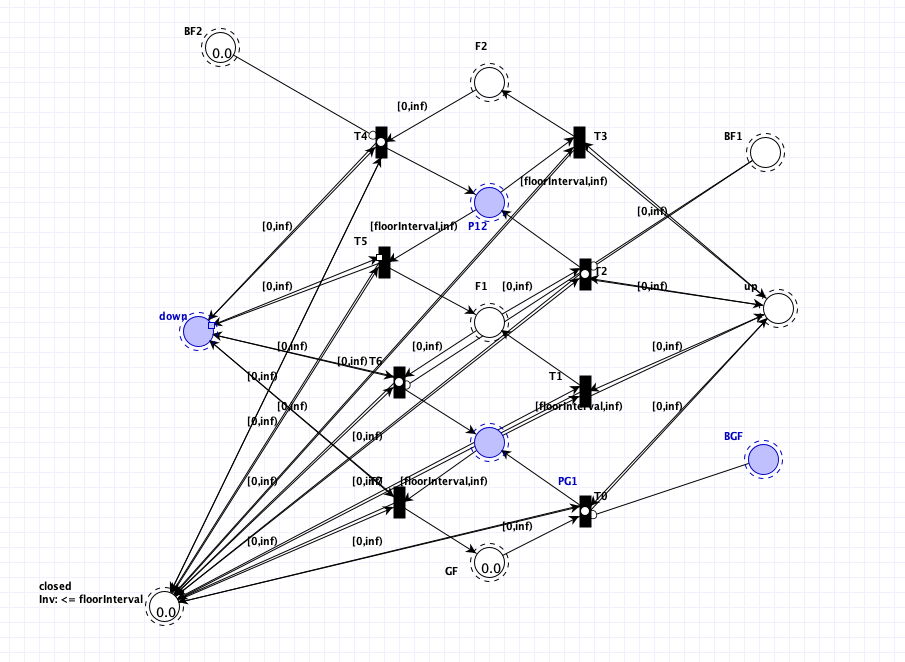 BF2
0.0
F2
[0,inf)
T4
T3
BF1
[floorInterval,inf)
[0,inf)
[0,inf)
[floorInterval,inf)
P12
T5
T2
[0,inf)
F1
[0,inf)
[0,inf)
up
down
[0,inf)
[0,inf)
T6
[0,inf)
[0,inf)
[0,inf)
T1
[0,inf)
[floorInterval,inf)
[0,inf)
[0,inf)
[0,inf)
BGF
[0,inf)
[floorInterval,inf)
PG1
T0
[0,inf)
[0,inf)
[0,inf)
GF
0.0
closed
Inv: <= floorInterval
0.0